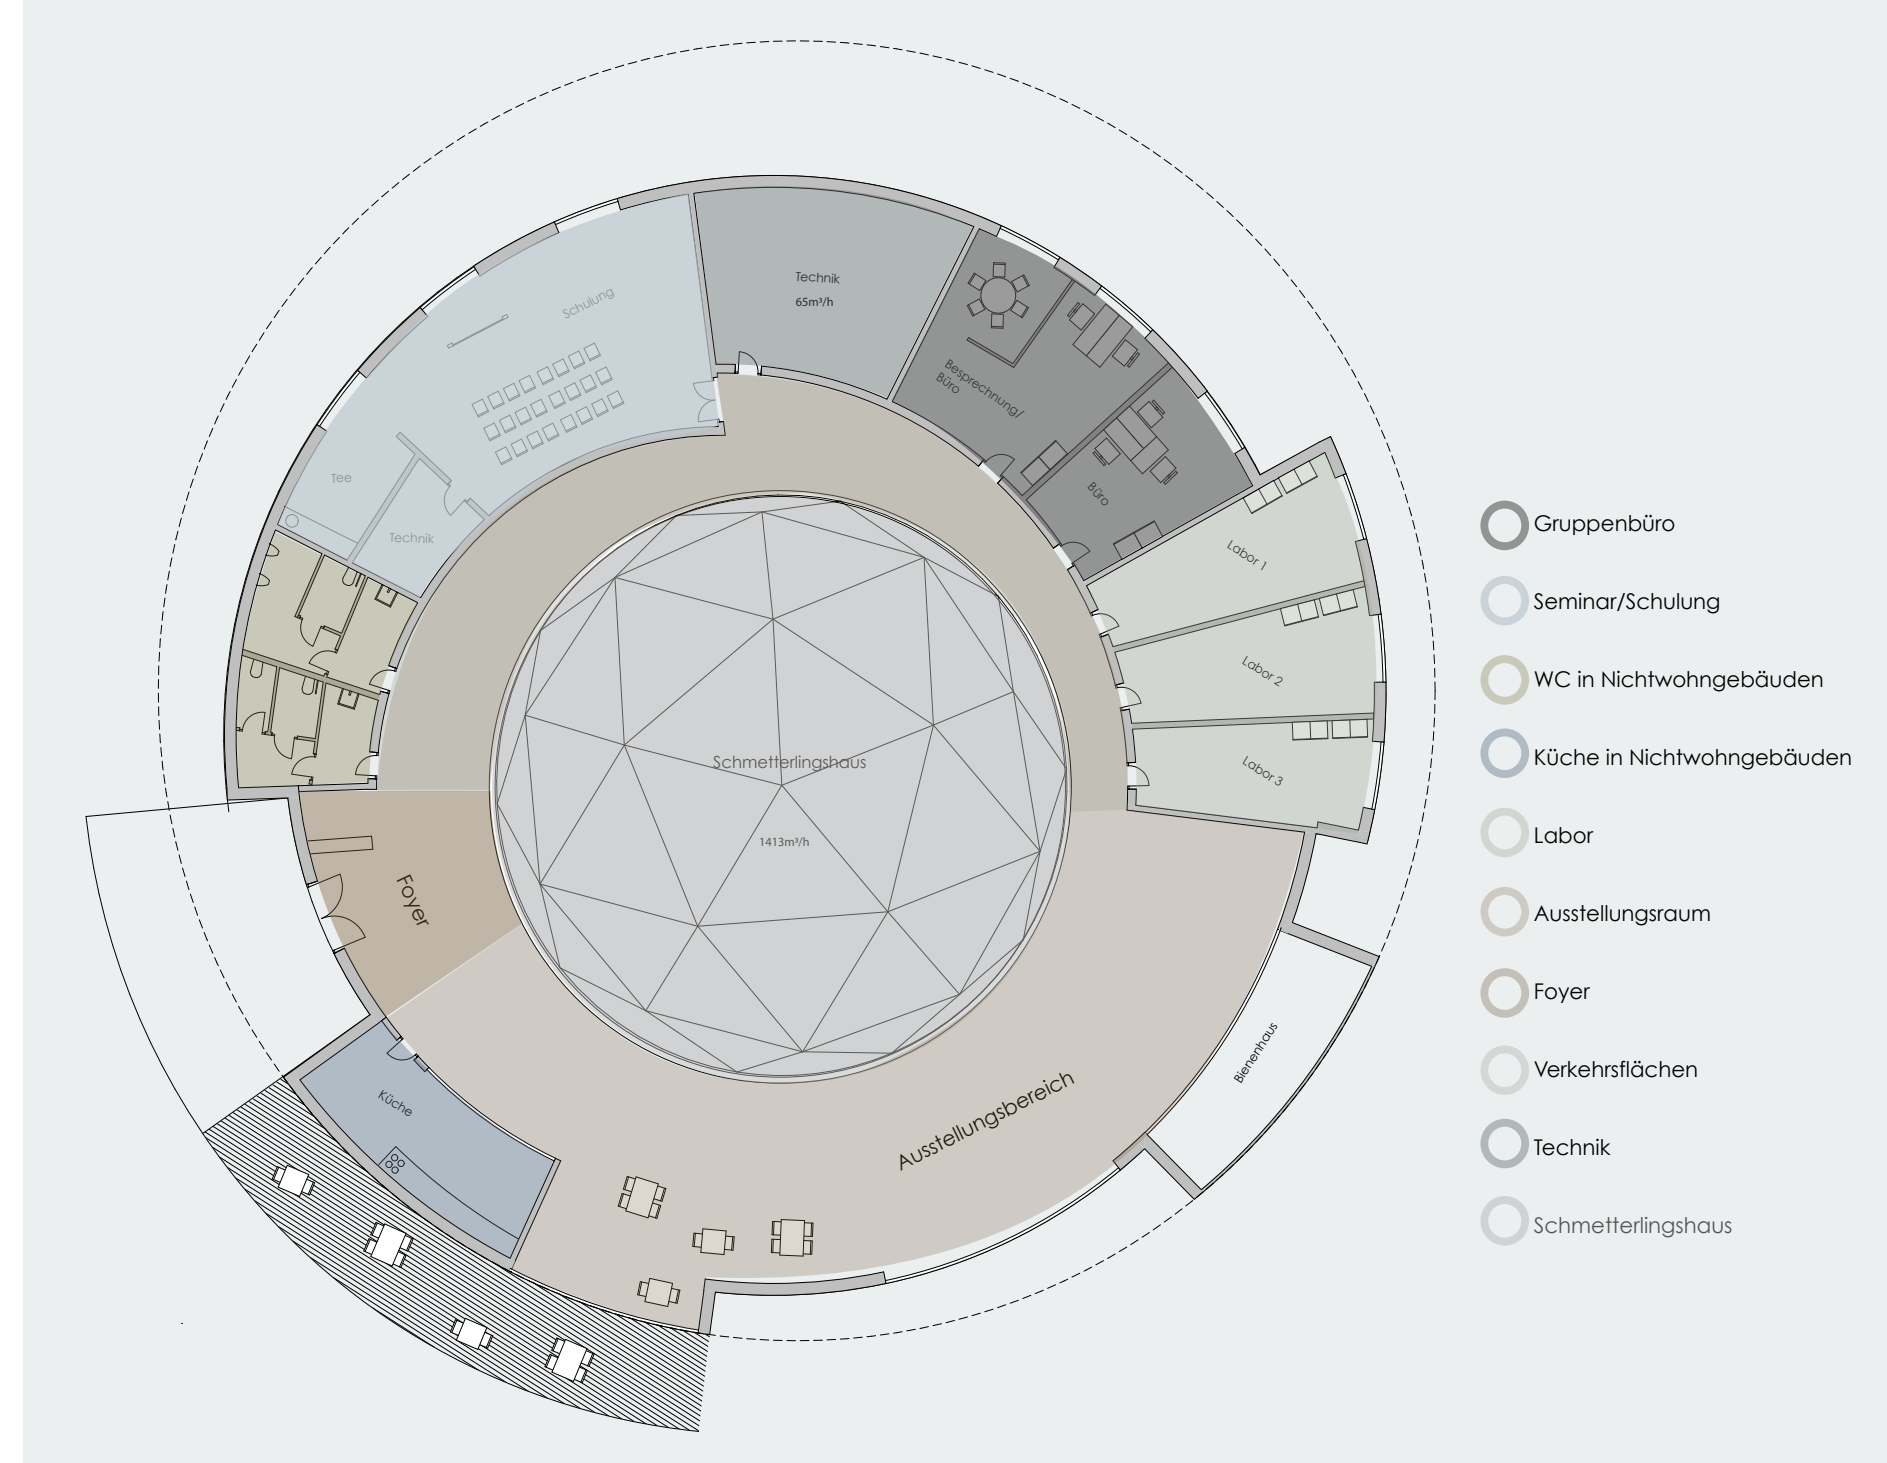 Schulung
Technik
65m³/h
Besprechnung/
Büro
Büro
Tee
Technik
Labor 1
Labor 2
Labor 3
Schmetterlingshaus
1413m³/h
Foyer
Küche
Ausstellungsbereich
Bienenhaus
Gruppenbüro
Seminar/Schulung
WC in Nichtwohngebäuden
Küche in Nichtwohngebäuden
Labor
Ausstellungsraum
Foyer
Verkehrsflächen
Technik
Schmetterlingshaus